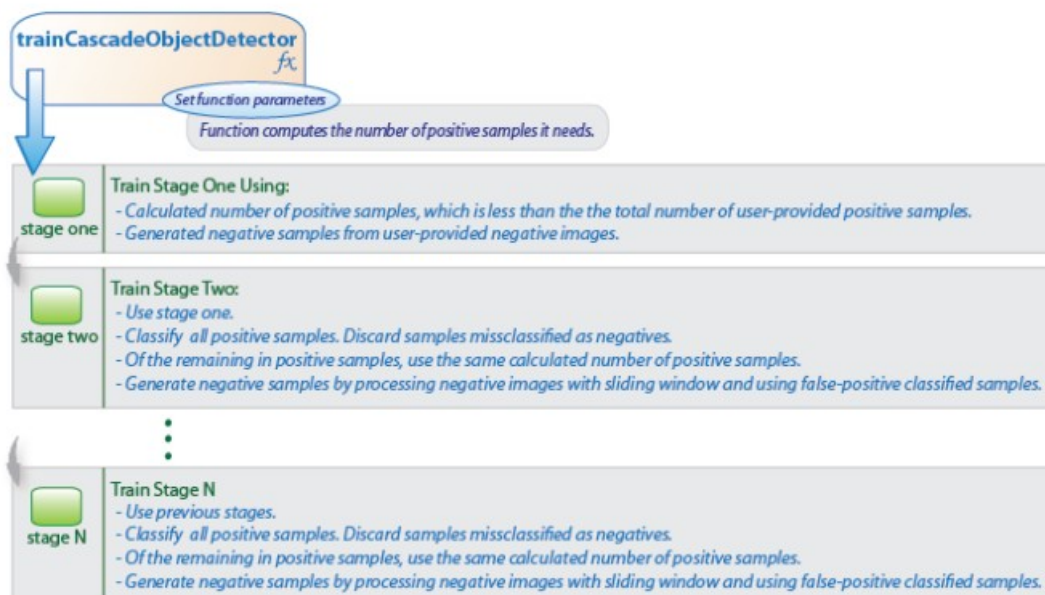 trainCascadeObjectDetector
fx
Set function parameters
Function computes the number of positive samples it needs.
Train Stage One Using:
- Calculated number of positive samples, which is less than the the total number of user-provided positive samples.
- Generated negative samples from user-provided negative images.
stage one
Train Stage Two:
- Use stage one.
- Classify all positive samples. Discard samples missclassified as negatives.
- Of the remaining in positive samples, use the same calculated number of positive samples.
- Generate negative samples by processing negative images with sliding window and using false-positive classified samples.
stage two
Train Stage N
- Use previous stages.
- Classify all positive samples. Discard samples missclassified as negatives.
- Of the remaining in positive samples, use the same calculated number of positive samples.
- Generate negative samples by processing negative images with sliding window and using false-positive classified samples.
stage N